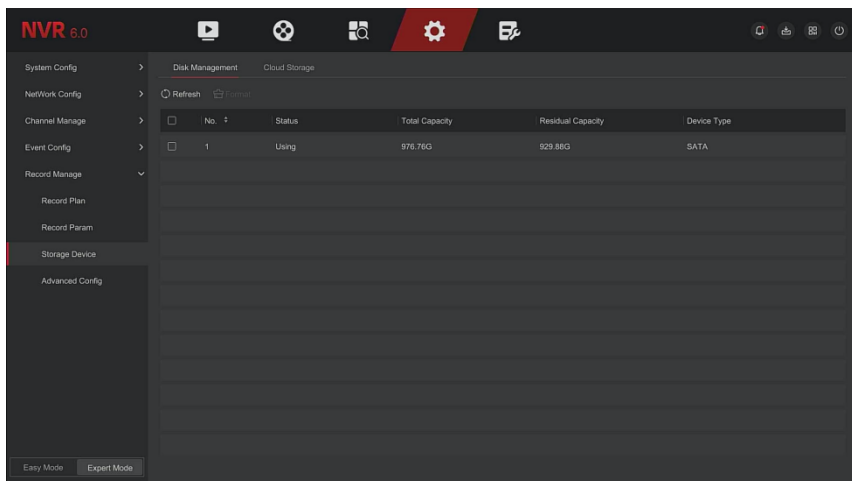 NVR 6.0
System Config
NetWork Config
Channel Manage
Event Config
Record Manage
Record Plan
Record Param
Storage Device
Advanced Config
Easy Mode Expert Mode
Disk Management Cloud Storage
Refresh Format
No. Status Total Capacity Residual Capacity Device Type
1 Using 976.76G 929.88G SATA